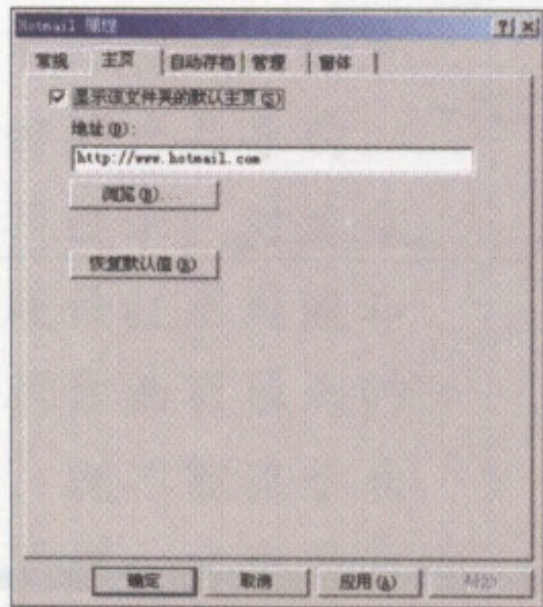 Hotmail 属性
常规 主页 自动存档 管理 窗体
显示该文件夹的默认主页(S)
地址(D):
http://www.hotmail.com
浏览(B)...
恢复默认值(R)
确定 取消 应用(A) 帮助